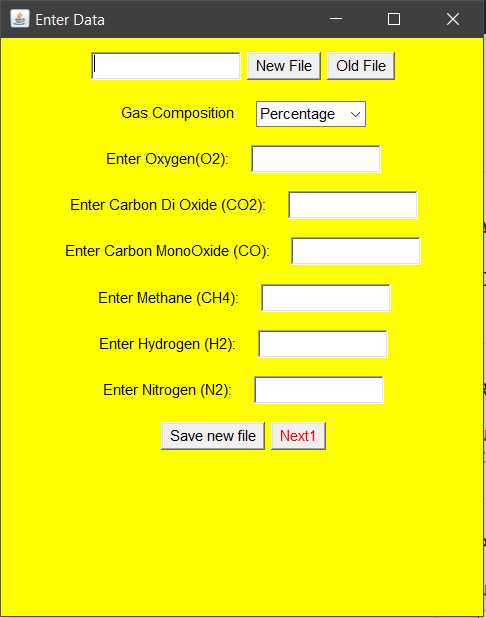 Enter Data
New File Old File
Gas Composition Percentage
Enter Oxygen(O2):
Enter Carbon Di Oxide (CO2):
Enter Carbon MonoOxide (CO):
Enter Methane (CH4):
Enter Hydrogen (H2):
Enter Nitrogen (N2):
Save new file Next1